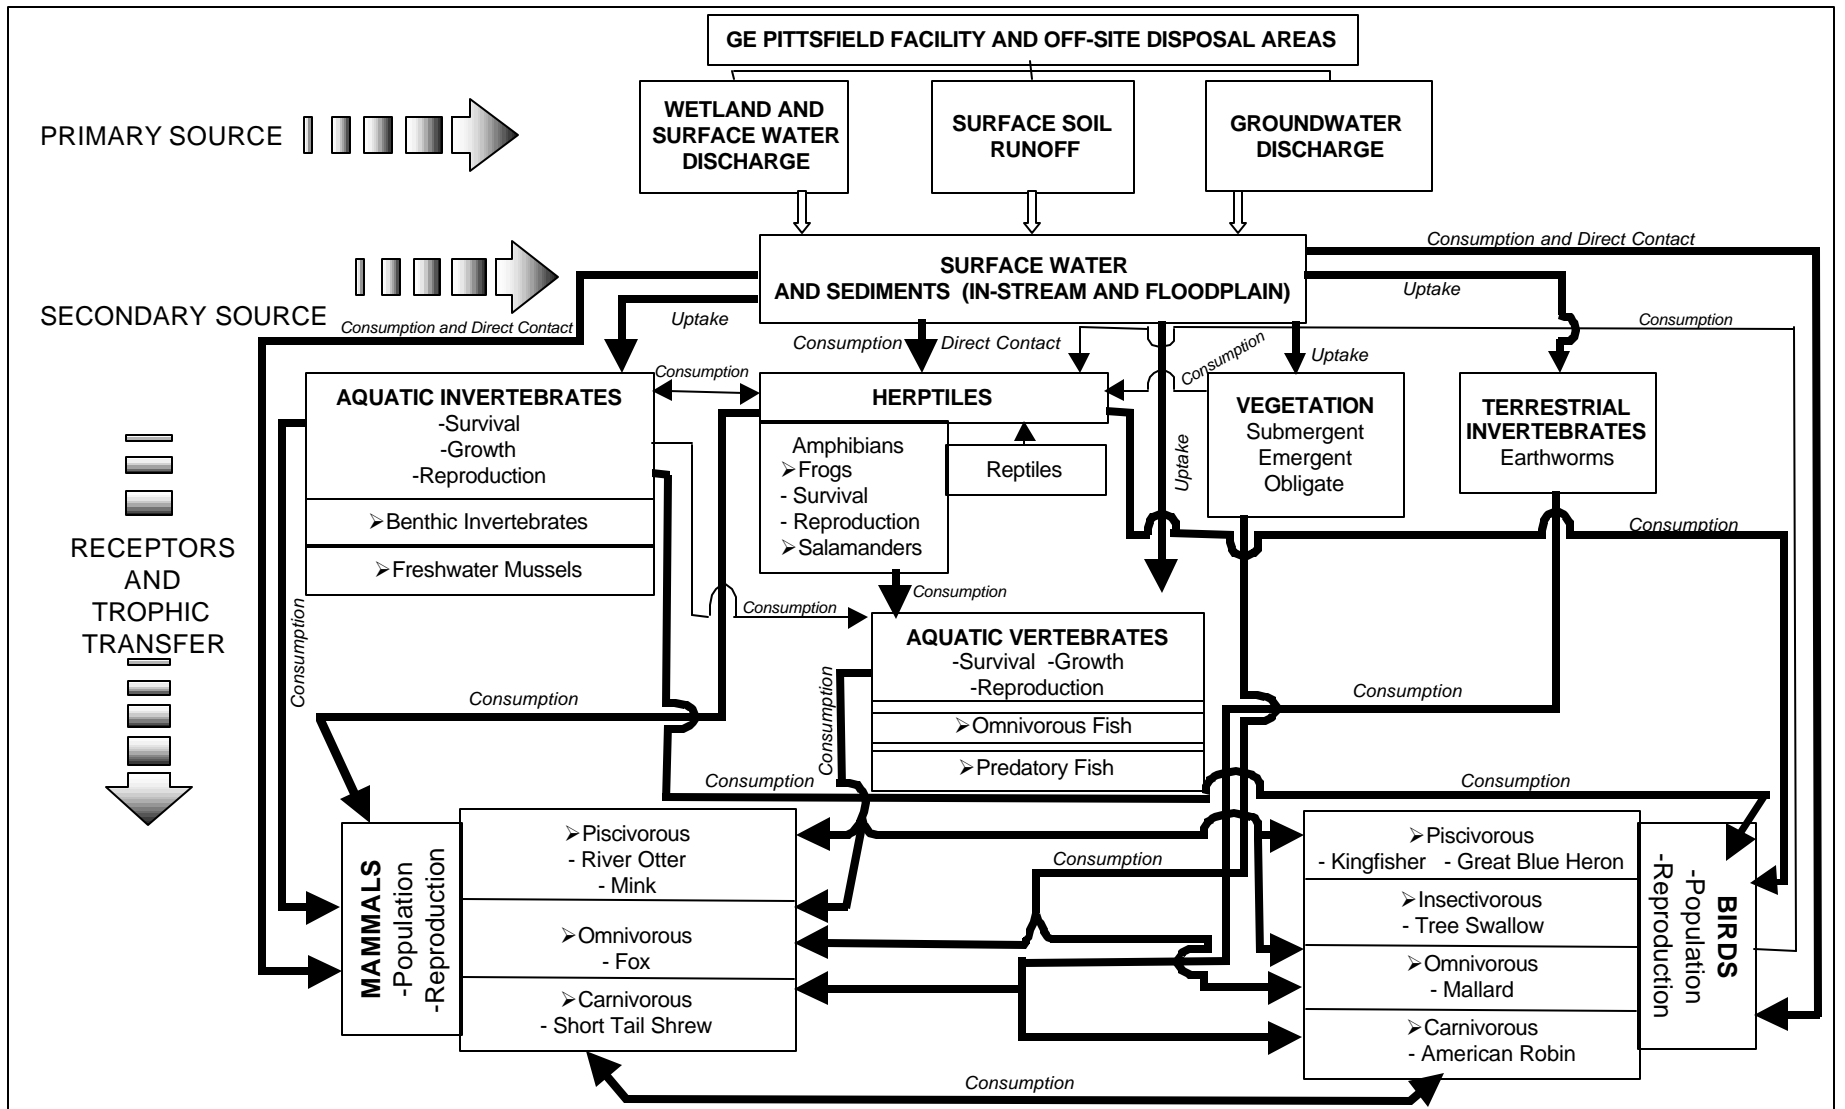 GE PITTSFIELD FACILITY AND OFF-SITE DISPOSAL AREAS
PRIMARY SOURCE
WETLAND AND
SURFACE WATER
DISCHARGE
SURFACE SOIL
RUNOFF
GROUNDWATER
DISCHARGE
SECONDARY SOURCE
SURFACE WATER
AND SEDIMENTS (IN-STREAM AND FLOODPLAIN)
Consumption and Direct Contact
Uptake
Consumption and Direct Contact
Uptake
Consumption
Consumption
Direct Contact
Uptake
Consumption
Consumption
AQUATIC INVERTEBRATES
-Survival
-Growth
-Reproduction
➢Benthic Invertebrates
➢Freshwater Mussels
HERPTILES
Amphibians
➢Frogs
- Survival
- Reproduction
➢Salamanders
Reptiles
Uptake
VEGETATION
Submergent
Emergent
Obligate
TERRESTRIAL
INVERTEBRATES
Earthworms
RECEPTORS
AND
TROPHIC
TRANSFER
Consumption
Consumption
Consumption
Consumption
AQUATIC VERTEBRATES
-Survival -Growth
-Reproduction
➢Omnivorous Fish
➢Predatory Fish
Consumption
Consumption
Consumption
Consumption
Consumption
Consumption
MAMMALS
-Population
-Reproduction
➢Piscivorous
- River Otter
- Mink
➢Omnivorous
- Fox
➢Carnivorous
- Short Tail Shrew
➢Piscivorous
- Kingfisher - Great Blue Heron
➢Insectivorous
- Tree Swallow
➢Omnivorous
- Mallard
➢Carnivorous
- American Robin
BIRDS
-Population
-Reproduction
Consumption